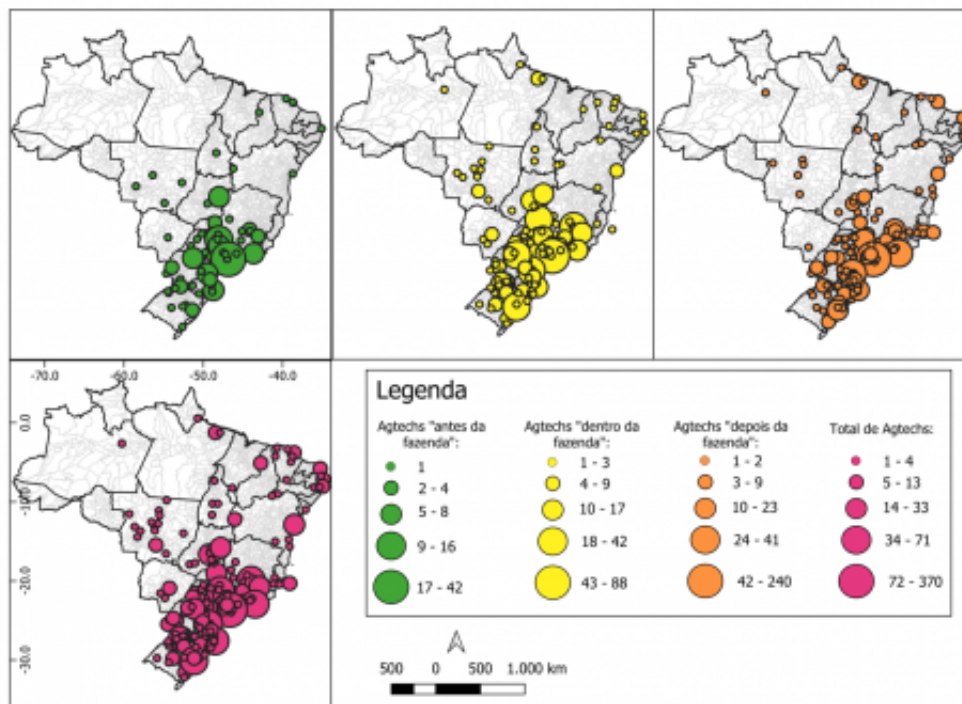 -70.0 -60.0 -50.0 -40.0
0.0
-10.0
-20.0
-30.0
Legenda
Agtechs "antes da
fazenda":
1
2 - 4
5 - 8
9 - 16
17 - 42
Agtechs "dentro da
fazenda":
1 - 3
4 - 9
10 - 17
18 - 42
43 - 88
Agtechs "depois da
fazenda":
1 - 2
3 - 9
10 - 23
24 - 41
42 - 240
Total de Agtechs:
1 - 4
5 - 13
14 - 33
34 - 71
72 - 370
500 0 500 1.000 km